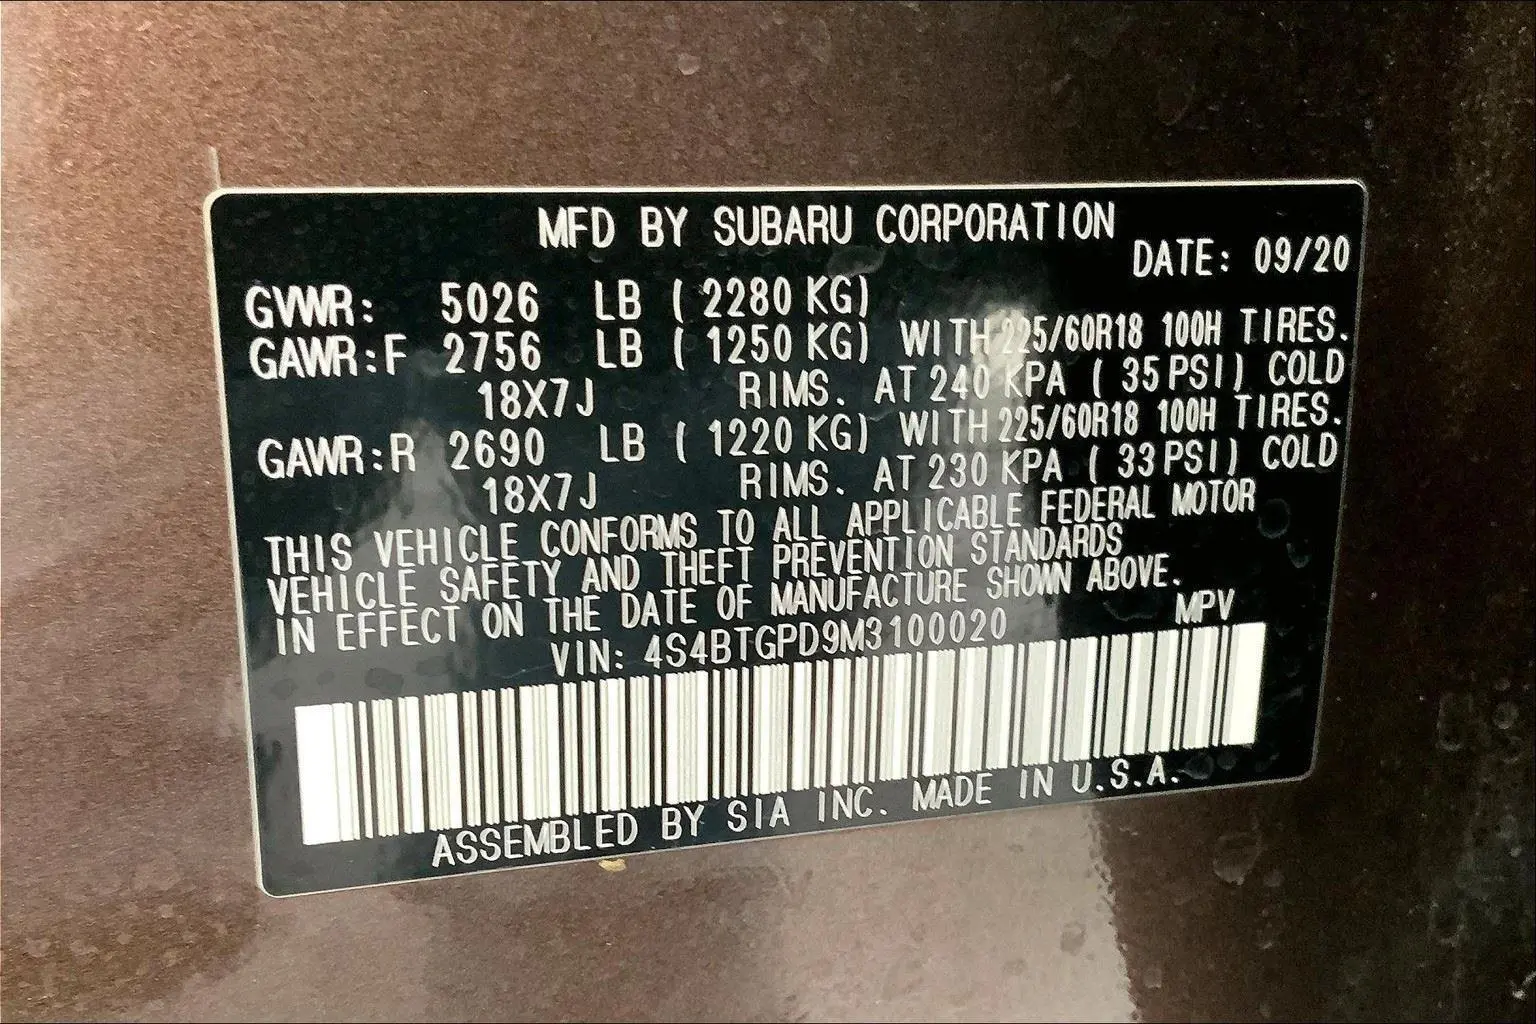 MFD BY SUBARU CORPORATION
DATE: 09/20
GVWR: 5026 LB ( 2280 KG)
GAWR:F 2756 LB ( 1250 KG) WITH 225/60R18 100H TIRES.
18X7J RIMS. AT 240 KPA ( 35PSI) COLD
GAWR:R 2690 LB ( 1220 KG) WITH 225/60R18 100H TIRES.
18X7J RIMS. AT 230 KPA ( 33PSI) COLD
THIS VEHICLE CONFORMS TO ALL APPLICABLE FEDERAL MOTOR
VEHICLE SAFETY AND THEFT PREVENTION STANDARDS
IN EFFECT ON THE DATE OF MANUFACTURE SHOWN ABOVE.
VIN: 4S4BTGPD9M3100020 MPV
ASSEMBLED BY SIA INC. MADE IN U.S.A.